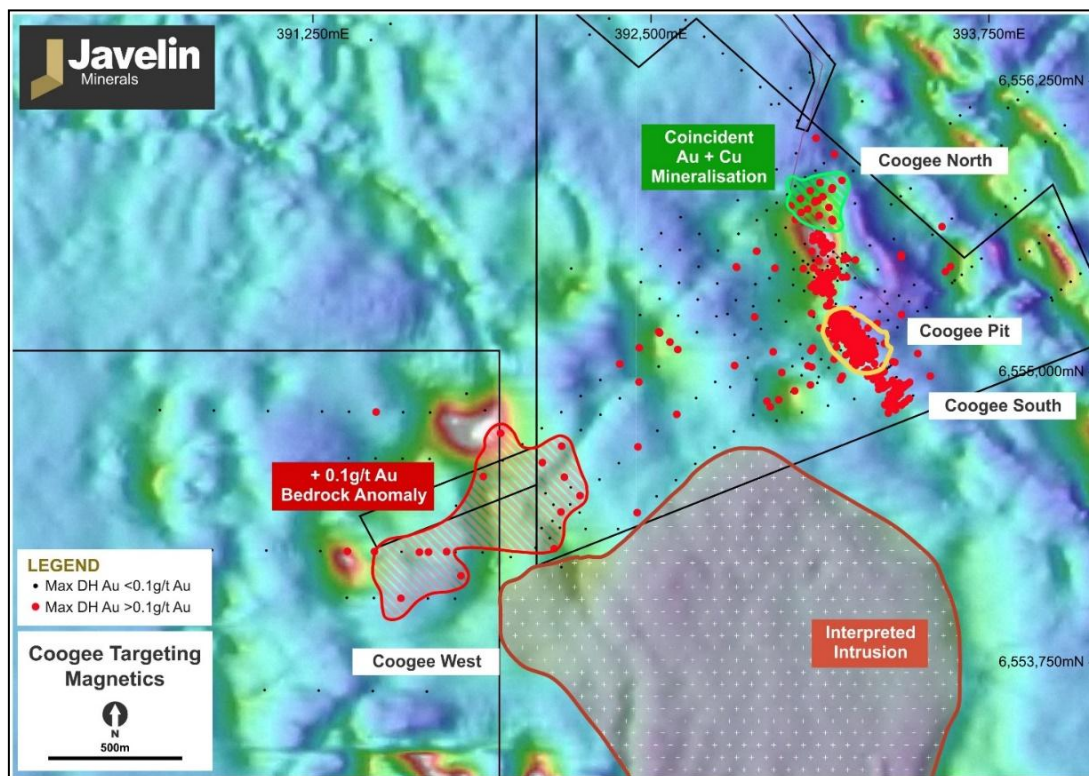 Javelin
Minerals
391,250mE
392,500mE
393,750mE
6,556,250mN
Coincident
Au + Cu
Mineralisation
Coogee North
Coogee Pit
6,555,000mN
Coogee South
+ 0.1g/t Au
Bedrock Anomaly
LEGEND
Max DH Au <0.1g/t Au
Max DH Au >0.1g/t Au
Coogee West
Interpreted
Intrusion
6,553,750mN
Coogee Targeting
Magnetics
N
500m